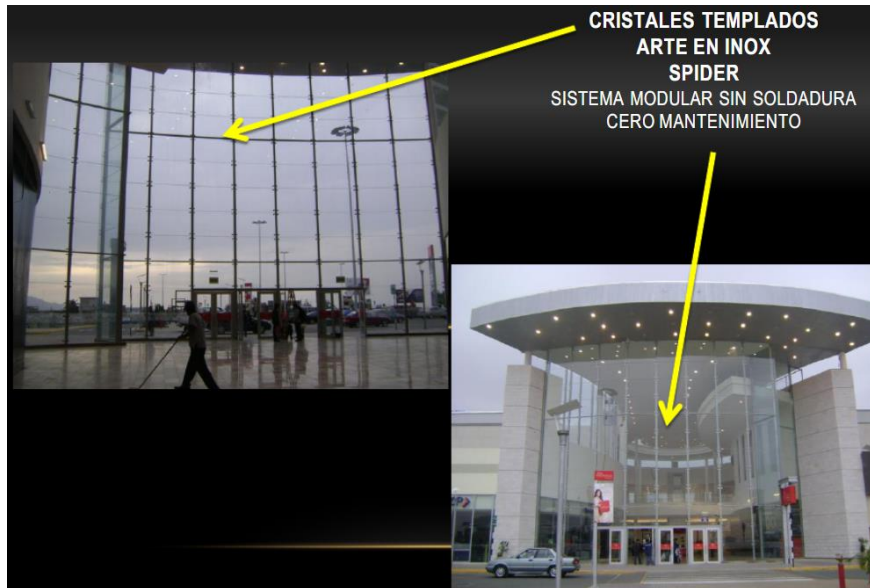 CRISTALES TEMPLADOS
ARTE EN INOX
SPIDER
SISTEMA MODULAR SIN SOLDADURA
CERO MANTENIMIENTO